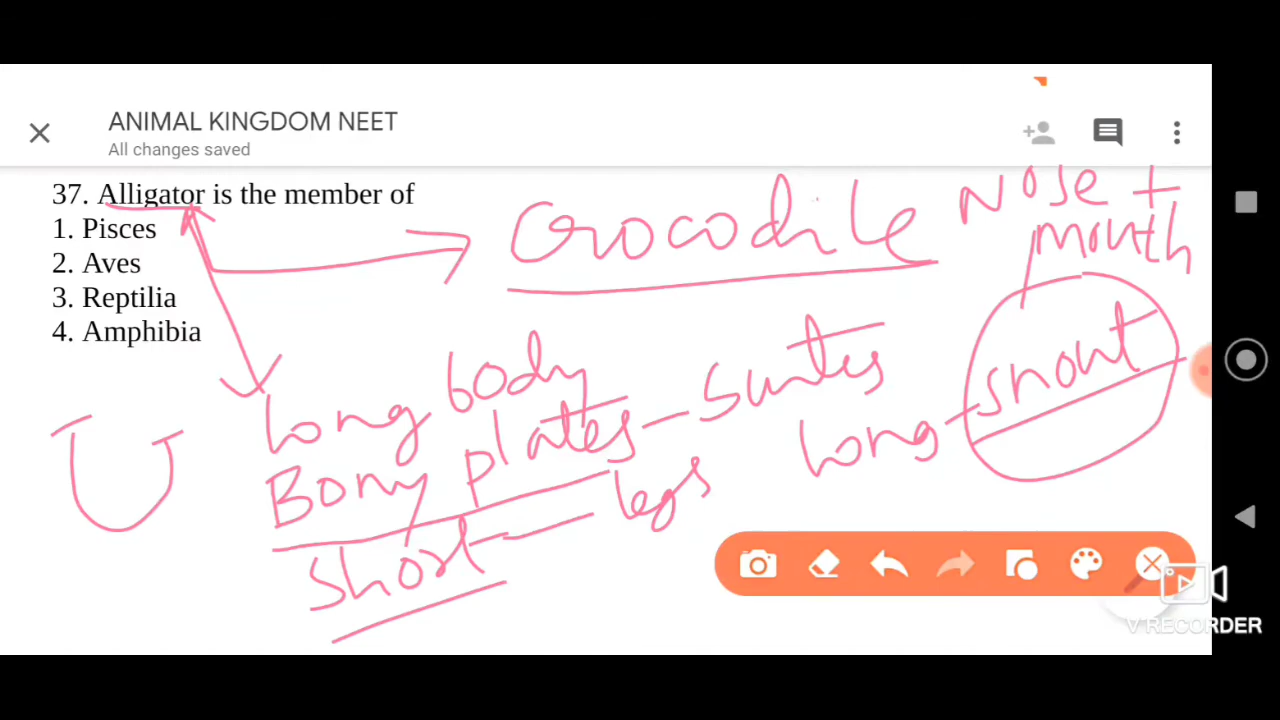 ANIMAL KINGDOM NEET
All changes saved
37. Alligator is the member of
1. Pisces
2. Aves
3. Reptilia
4. Amphibia
Crocodile
Nose +
mouth
Long body
Bony plates - Suntes
Short legs
Long snout
U
V RECORDER